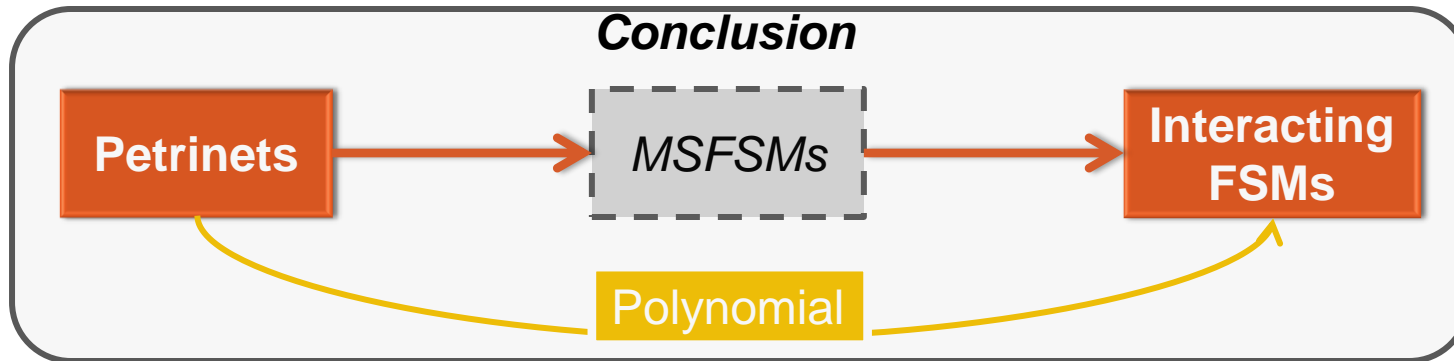 Conclusion
Petrinets
MSFSMs
Interacting
FSMs
Polynomial